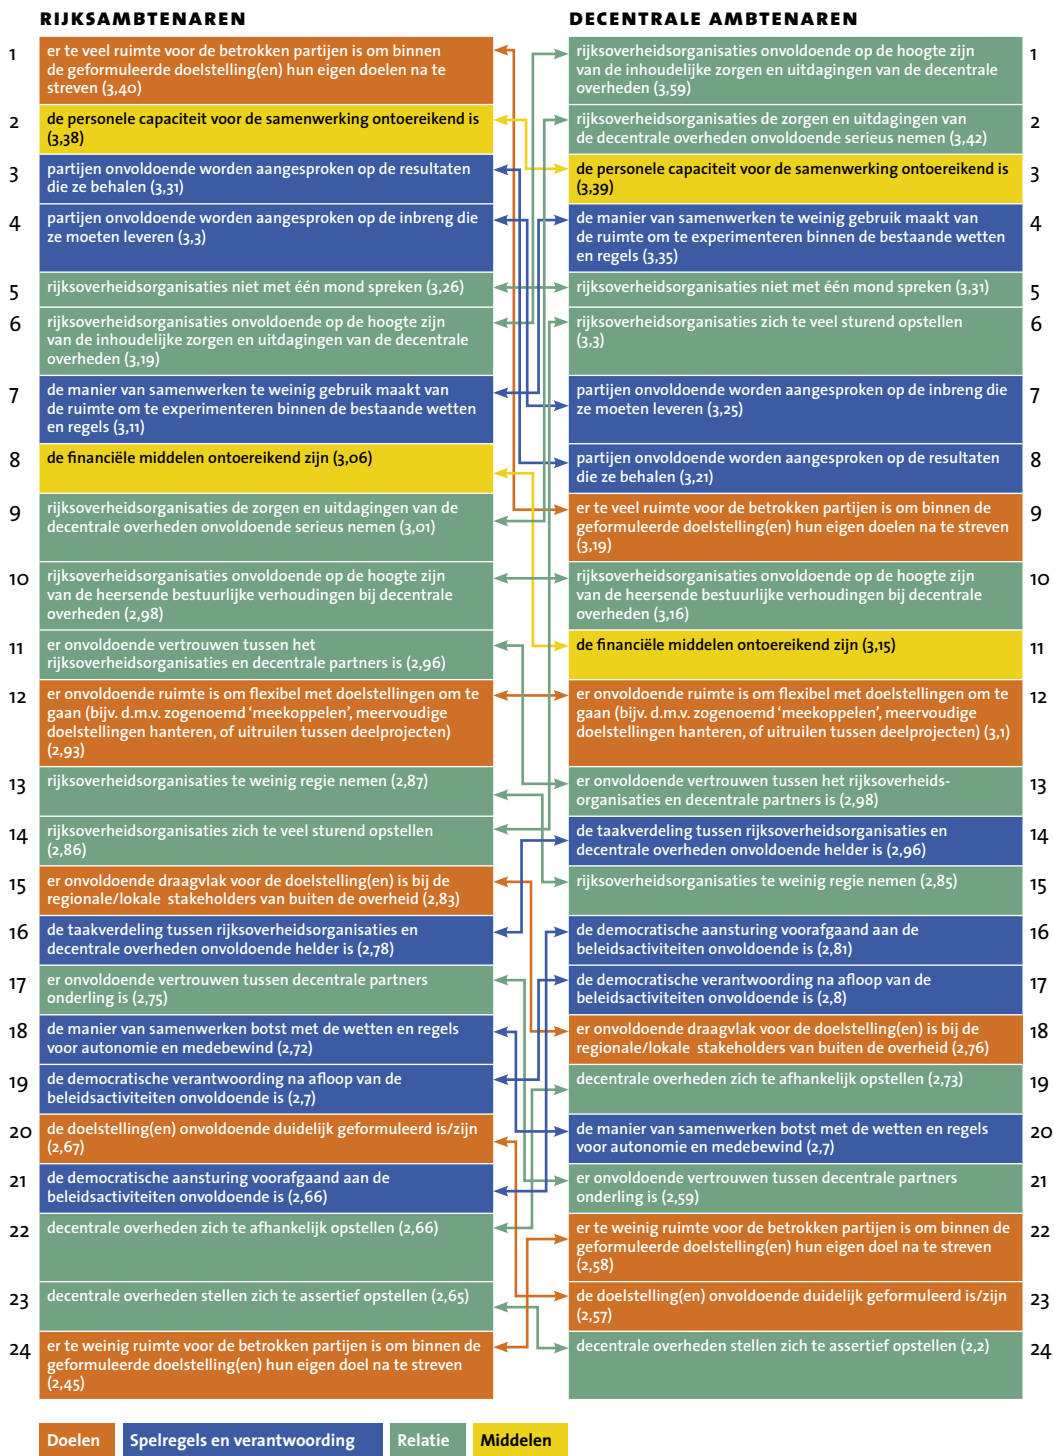 RIJKSAMBTENAREN
1
er te veel ruimte voor de betrokken partijen is om binnen
de geformuleerde doelstelling(en) hun eigen doelen na te
streven (3,40)
2
de personele capaciteit voor de samenwerking ontoereikend is
(3,38)
3
partijen onvoldoende worden aangesproken op de resultaten
die ze behalen (3,31)
4
partijen onvoldoende worden aangesproken op de inbreng die
ze moeten leveren (3,3)
5
rijksoverheidsorganisaties niet met één mond spreken (3,26)
6
rijksoverheidsorganisaties onvoldoende op de hoogte zijn
van de inhoudelijke zorgen en uitdagingen van de decentrale
overheden (3,19)
7
de manier van samenwerken te weinig gebruik maakt van
de ruimte om te experimenteren binnen de bestaande wetten
en regels (3,11)
8
de financiële middelen ontoereikend zijn (3,06)
9
rijksoverheidsorganisaties de zorgen en uitdagingen van de
decentrale overheden onvoldoende serieus nemen (3,01)
10
rijksoverheidsorganisaties onvoldoende op de hoogte zijn
van de heersende bestuurlijke verhoudingen bij decentrale
overheden (2,98)
11
er onvoldoende vertrouwen tussen het
rijksoverheidsorganisaties en decentrale partners is (2,96)
12
er onvoldoende ruimte is om flexibel met doelstellingen om te
gaan (bijv. d.m.v. zogenoemd ‘meekoppelen’, meervoudige
doelstellingen hanteren, of uitruilen tussen deelprojecten)
(2,93)
13
rijksoverheidsorganisaties te weinig regie nemen (2,87)
14
rijksoverheidsorganisaties zich te veel sturend opstellen
(2,86)
15
er onvoldoende draagvlak voor de doelstelling(en) is bij de
regionale/lokale stakeholders van buiten de overheid (2,83)
16
de taakverdeling tussen rijksoverheidsorganisaties en
decentrale overheden onvoldoende helder is (2,78)
17
er onvoldoende vertrouwen tussen decentrale partners
onderling is (2,75)
18
de manier van samenwerken botst met de wetten en regels
voor autonomie en medebewind (2,72)
19
de democratische verantwoording na afloop van de
beleidsactiviteiten onvoldoende is (2,7)
20
de doelstelling(en) onvoldoende duidelijk geformuleerd is/zijn
(2,67)
21
de democratische aansturing voorafgaand aan de
beleidsactiviteiten onvoldoende is (2,66)
22
decentrale overheden zich te afhankelijk opstellen (2,66)
23
decentrale overheden stellen zich te assertief opstellen (2,65)
24
er te weinig ruimte voor de betrokken partijen is om binnen de
geformuleerde doelstelling(en) hun eigen doel na te streven
(2,45)
DECENTRALE AMBTENAREN
rijksoverheidsorganisaties onvoldoende op de hoogte zijn
van de inhoudelijke zorgen en uitdagingen van de decentrale
overheden (3,59)
1
rijksoverheidsorganisaties de zorgen en uitdagingen van
de decentrale overheden onvoldoende serieus nemen (3,42)
2
de personele capaciteit voor de samenwerking ontoereikend is
(3,39)
3
de manier van samenwerken te weinig gebruik maakt van
de ruimte om te experimenteren binnen de bestaande wetten
en regels (3,35)
4
rijksoverheidsorganisaties niet met één mond spreken (3,31)
5
rijksoverheidsorganisaties zich te veel sturend opstellen
(3,3)
6
partijen onvoldoende worden aangesproken op de inbreng die
ze moeten leveren (3,25)
7
partijen onvoldoende worden aangesproken op de resultaten
die ze behalen (3,21)
8
er te veel ruimte voor de betrokken partijen is om binnen de
geformuleerde doelstelling(en) hun eigen doelen na te streven
(3,19)
9
rijksoverheidsorganisaties onvoldoende op de hoogte zijn
van de heersende bestuurlijke verhoudingen bij decentrale
overheden (3,16)
10
de financiële middelen ontoereikend zijn (3,15)
11
er onvoldoende ruimte is om flexibel met doelstellingen om te
gaan (bijv. d.m.v. zogenoemd ‘meekoppelen’, meervoudige
doelstellingen hanteren, of uitruilen tussen deelprojecten) (3,1)
12
er onvoldoende vertrouwen tussen het rijksoverheids-
organisaties en decentrale partners is (2,98)
13
de taakverdeling tussen rijksoverheidsorganisaties en
decentrale overheden onvoldoende helder is (2,96)
14
rijksoverheidsorganisaties te weinig regie nemen (2,85)
15
de democratische aansturing voorafgaand aan de
beleidsactiviteiten onvoldoende is (2,81)
16
de democratische verantwoording na afloop van de
beleidsactiviteiten onvoldoende is (2,8)
17
er onvoldoende draagvlak voor de doelstelling(en) is bij de
regionale/lokale stakeholders van buiten de overheid (2,76)
18
decentrale overheden zich te afhankelijk opstellen (2,73)
19
de manier van samenwerken botst met de wetten en regels
voor autonomie en medebewind (2,7)
20
er onvoldoende vertrouwen tussen decentrale partners
onderling is (2,59)
21
er te weinig ruimte voor de betrokken partijen is om binnen de
geformuleerde doelstelling(en) hun eigen doel na te streven
(2,58)
22
de doelstelling(en) onvoldoende duidelijk geformuleerd is/zijn
(2,57)
23
decentrale overheden stellen zich te assertief opstellen (2,2)
24
Doelen
Spelregels en verantwoording
Relatie
Middelen